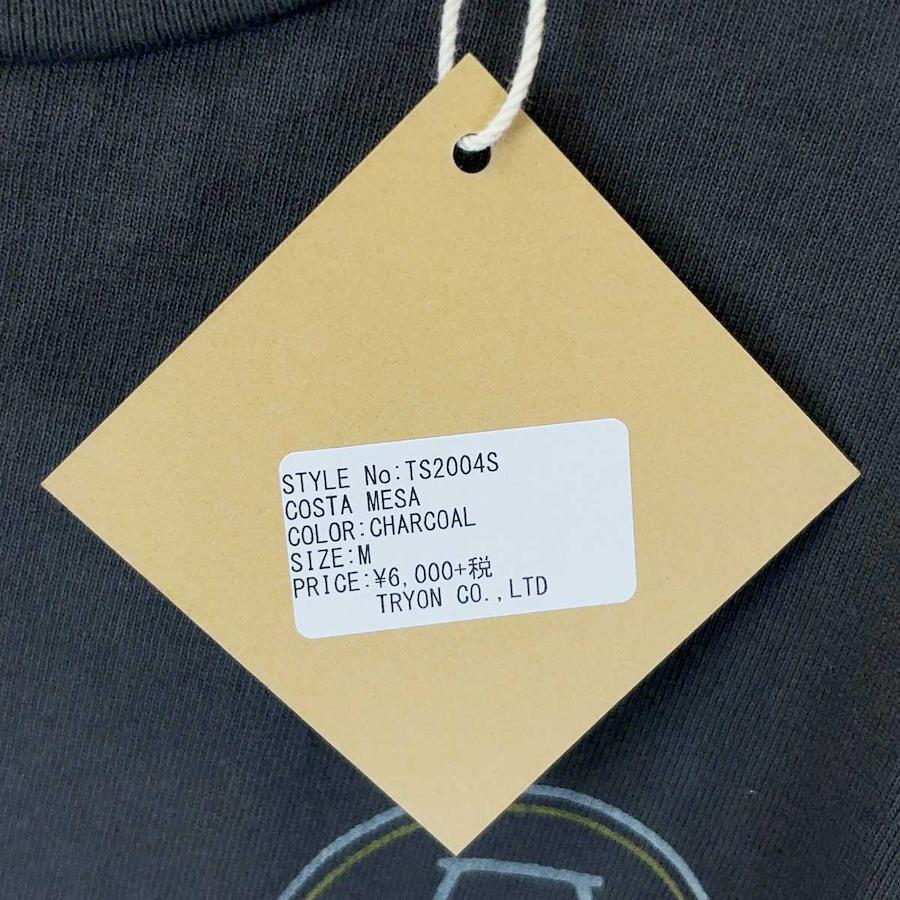 STYLE No:TS2004S
COSTA MESA
COLOR:CHARCOAL
SIZE:M
PRICE:¥6,000+税
TRYON CO.,LTD